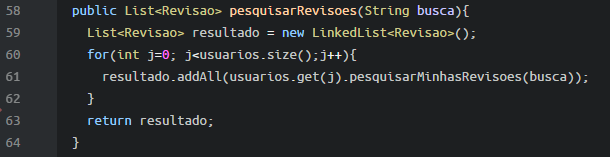 58 public List<Revisao> pesquisarRevisoes(String busca){
59 List<Revisao> resultado = new LinkedList<Revisao>();
60 for(int j=0; j<usuarios.size();j++){
61 resultado.addAll(usuarios.get(j).pesquisarMinhasRevisoes(busca));
62 }
63 return resultado;
64 }